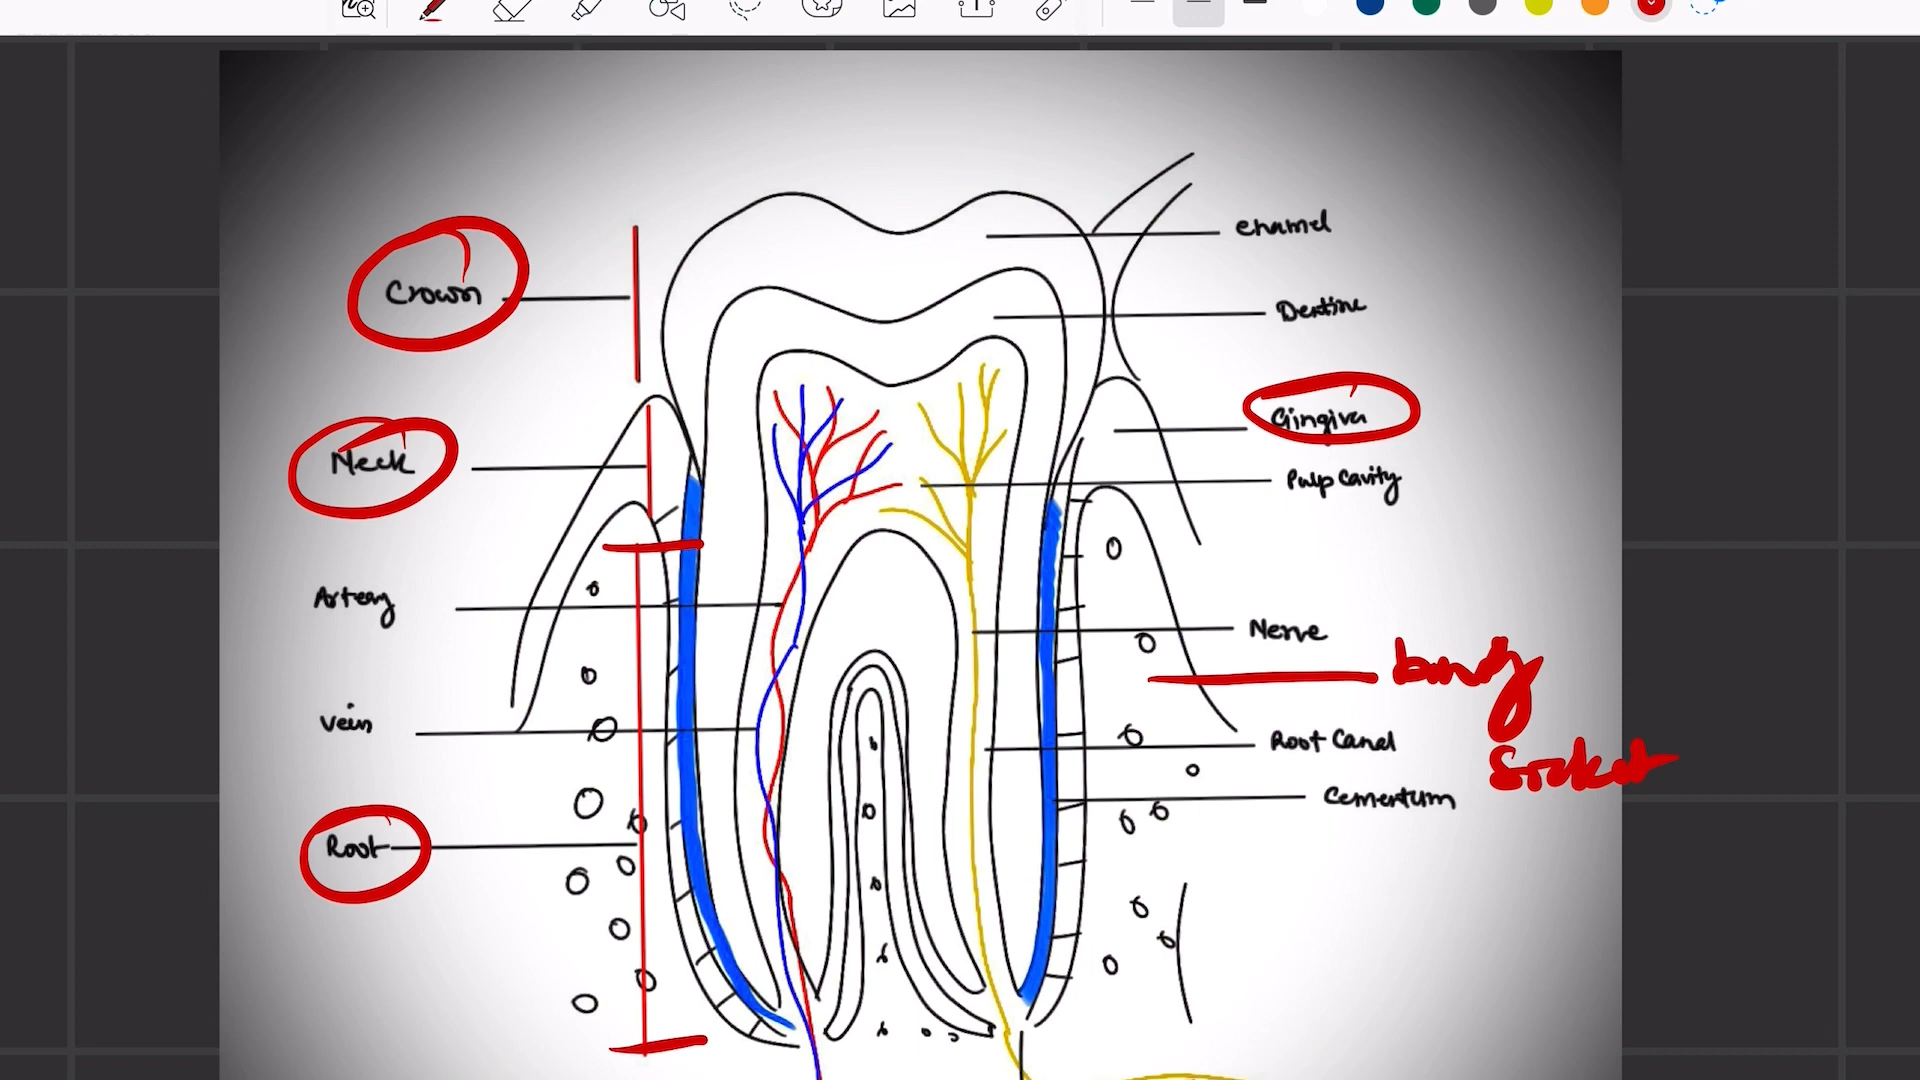 enamel
Crown
Dentine
Gingiva
Neck
Pulp Cavity
Artery
Nerve
bony
Vein
Root Canal
Socket
Cementum
Root